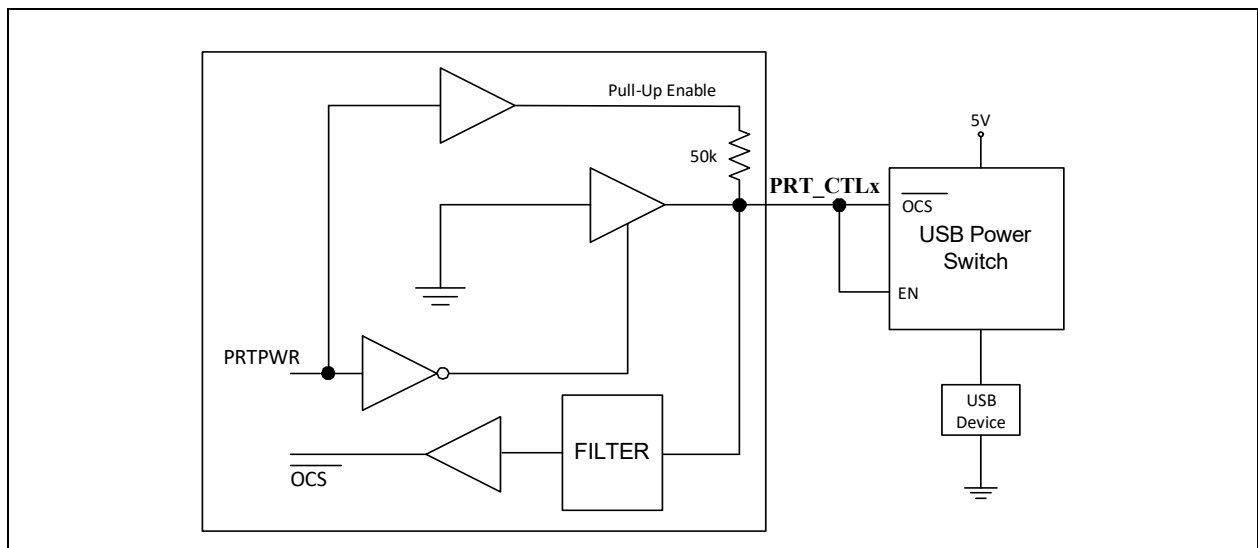 Pull-Up Enable
5V
50k
PRT_CTLx
OCS
USB Power
Switch
EN
PRTPWR
USB
Device
FILTER
OCS